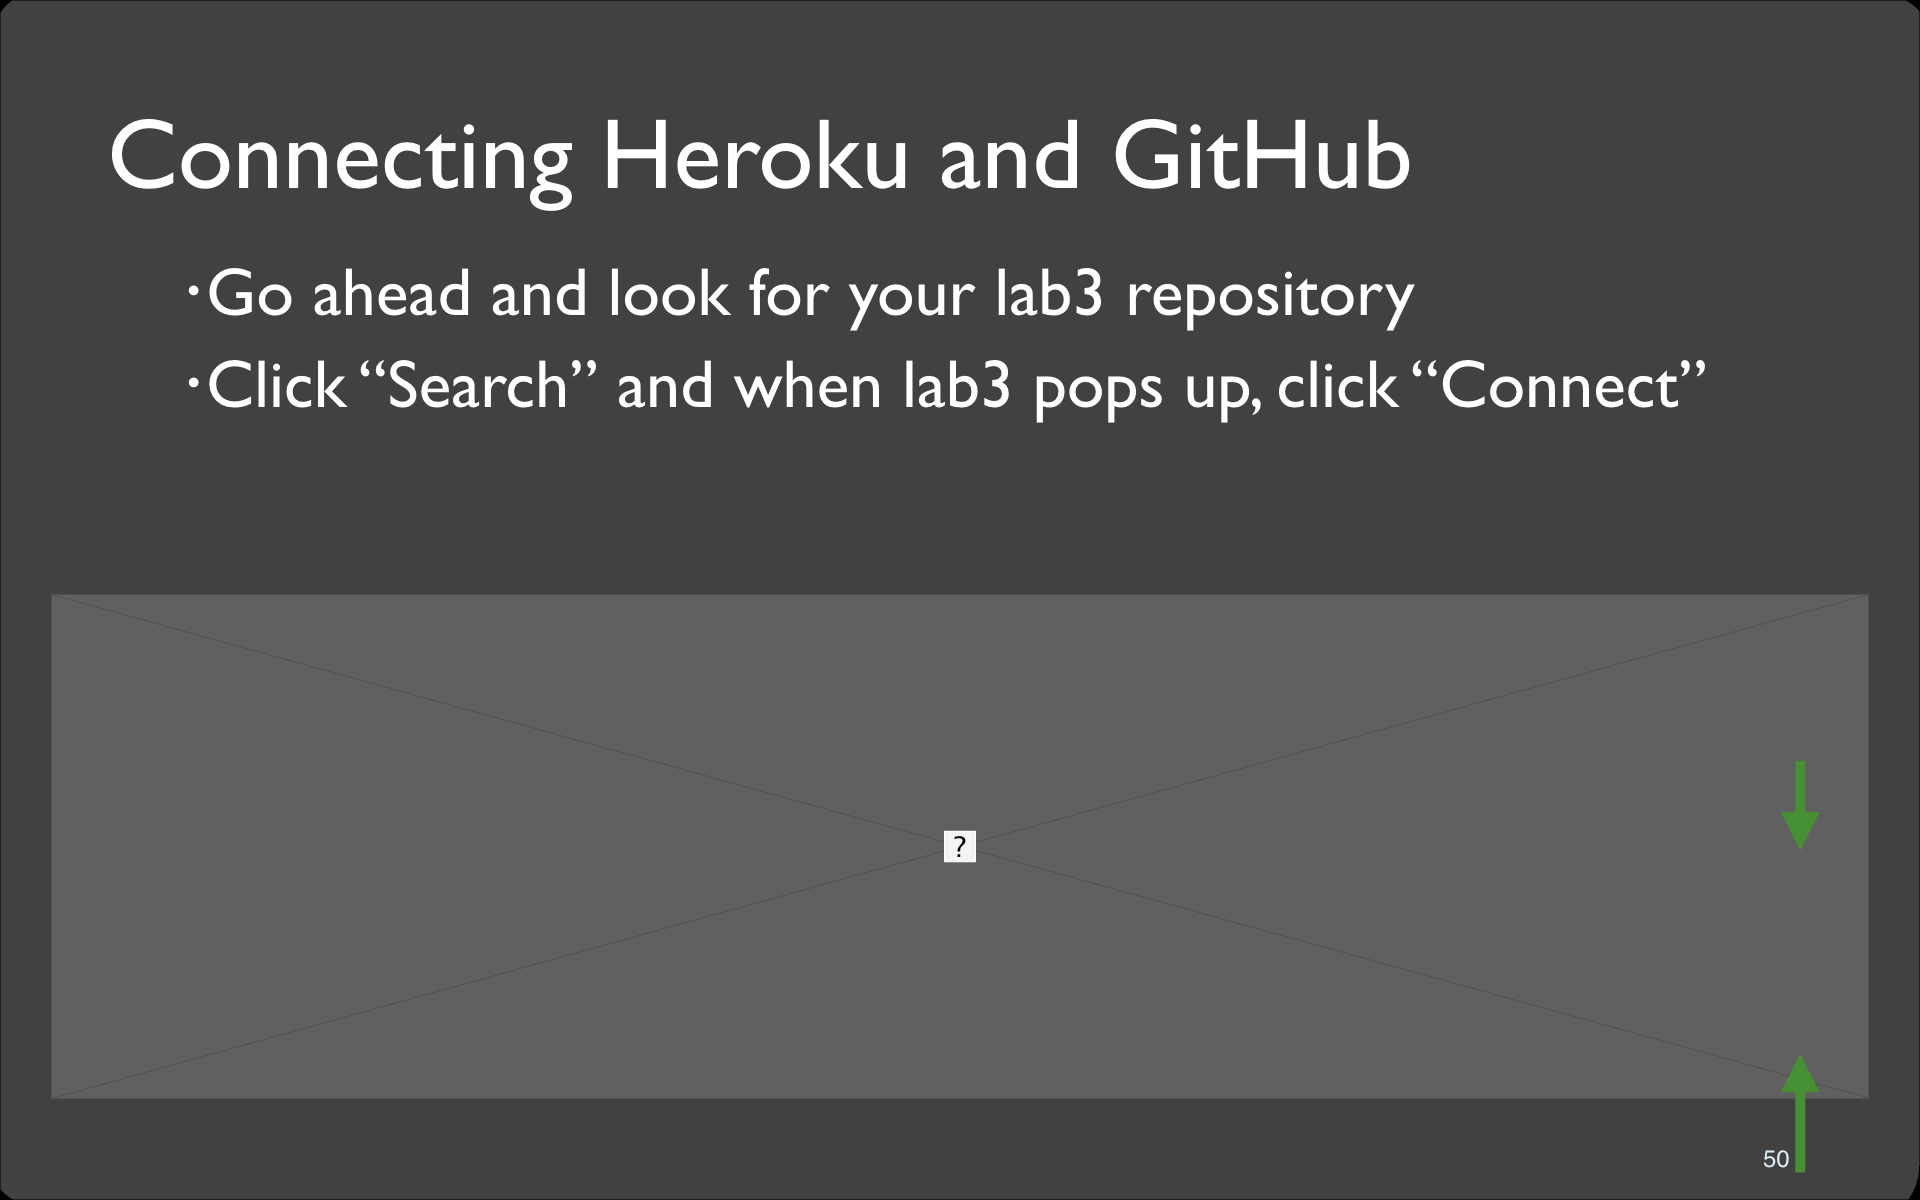 Connecting Heroku and GitHub
•Go ahead and look for your lab3 repository
•Click “Search” and when lab3 pops up, click “Connect”
?
50